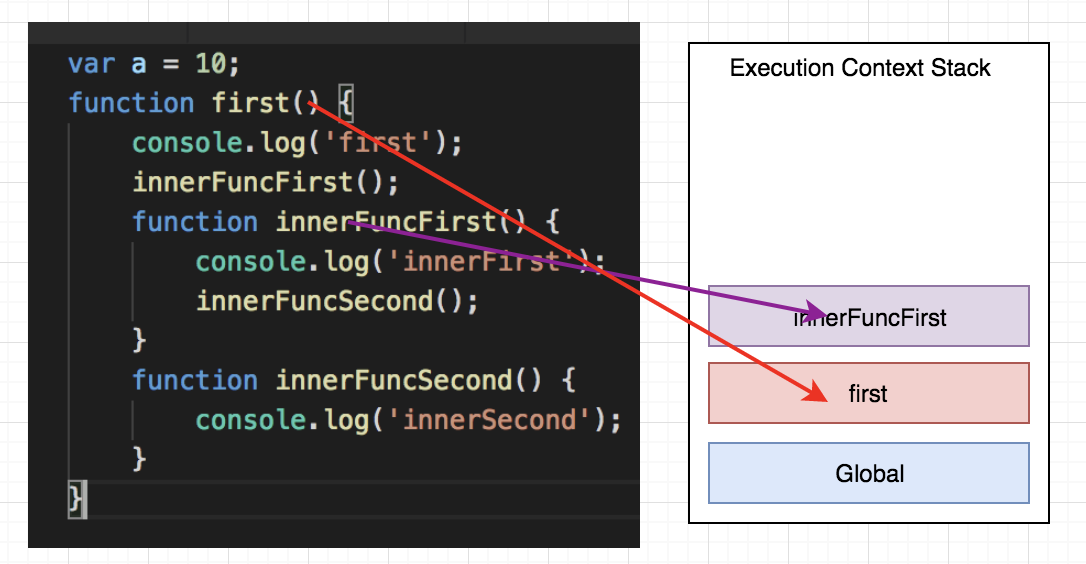 var a = 10;
function first() {
console.log('first');
innerFuncFirst();
function innerFuncFirst() {
console.log('innerFirst');
innerFuncSecond();
}
function innerFuncSecond() {
console.log('innerSecond');
}
}
Execution Context Stack
innerFuncFirst
first
Global